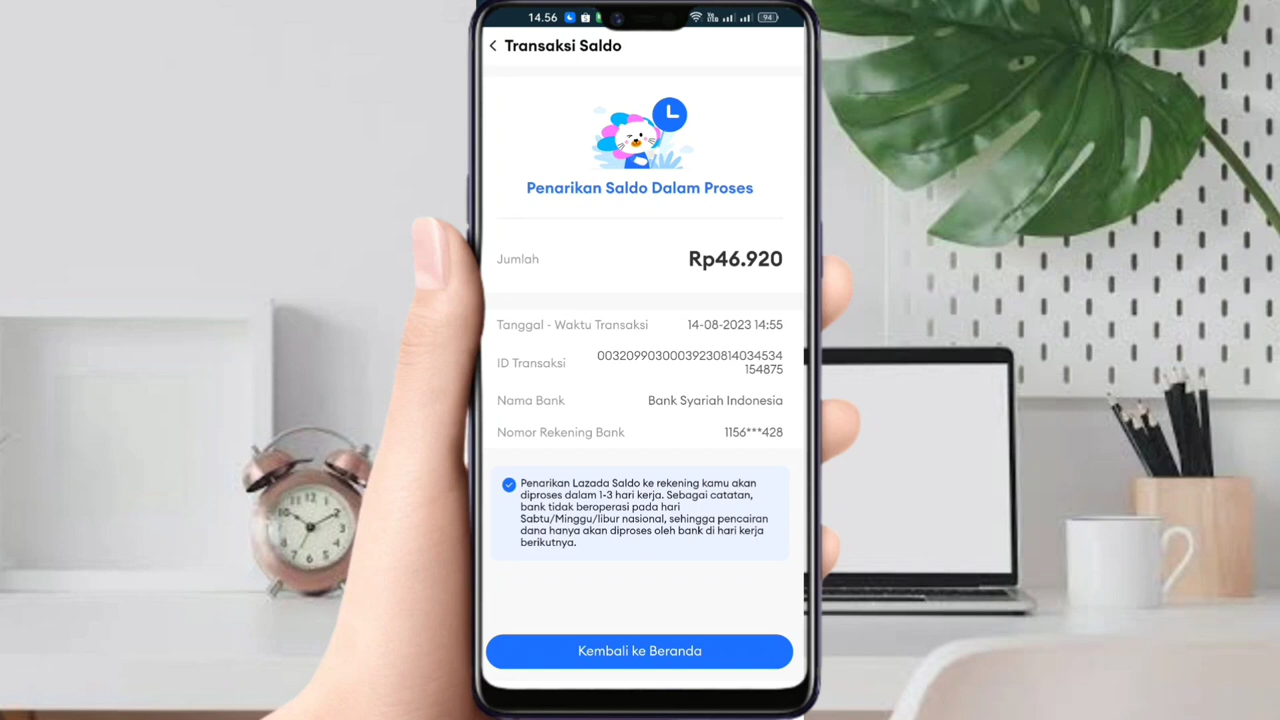 14.56
94
Transaksi Saldo
Penarikan Saldo Dalam Proses
Jumlah Rp46.920
Tanggal - Waktu Transaksi 14-08-2023 14:55
ID Transaksi 00320990300039230814034534
154875
Nama Bank Bank Syariah Indonesia
Nomor Rekening Bank 1156***428
Penarikan Lazada Saldo ke rekening kamu akan
diproses dalam 1-3 hari kerja. Sebagai catatan,
bank tidak beroperasi pada hari
Sabtu/Minggu/libur nasional, sehingga pencairan
dana hanya akan diproses oleh bank di hari kerja
berikutnya.
Kembali ke Beranda